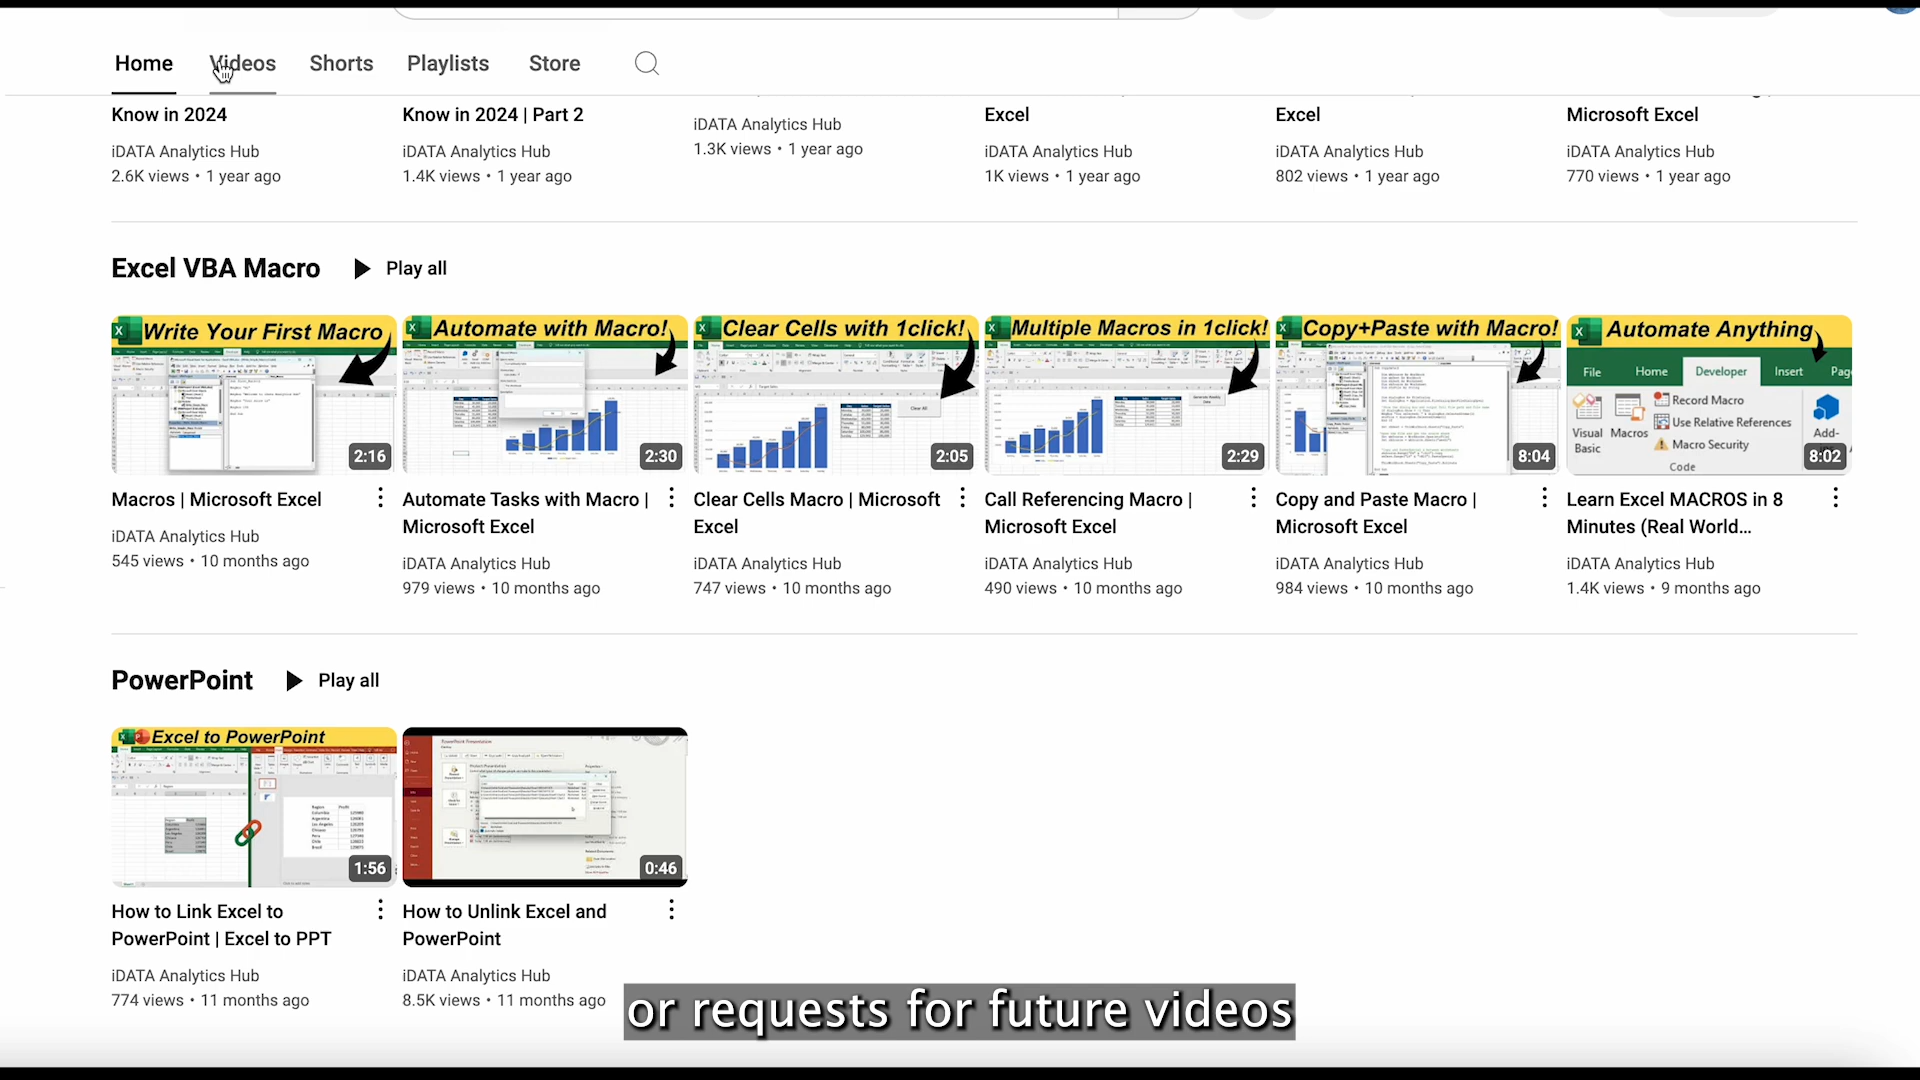 Home Videos Shorts Playlists Store
Know in 2024
iDATA Analytics Hub
2.6K views • 1 year ago
Know in 2024 | Part 2
iDATA Analytics Hub
1.4K views • 1 year ago
iDATA Analytics Hub
1.3K views • 1 year ago
Excel
iDATA Analytics Hub
1K views • 1 year ago
Excel
iDATA Analytics Hub
802 views • 1 year ago
Microsoft Excel
iDATA Analytics Hub
770 views • 1 year ago
Excel VBA Macro Play all
Write Your First Macro
2:16
Macros | Microsoft Excel
iDATA Analytics Hub
545 views • 10 months ago
Automate with Macro!
2:30
Automate Tasks with Macro |
Microsoft Excel
iDATA Analytics Hub
979 views • 10 months ago
Clear Cells with 1click!
Clear All
2:05
Clear Cells Macro | Microsoft
Excel
iDATA Analytics Hub
747 views • 10 months ago
Multiple Macros in 1click!
2:29
Call Referencing Macro |
Microsoft Excel
iDATA Analytics Hub
490 views • 10 months ago
Copy+Paste with Macro!
8:04
Copy and Paste Macro |
Microsoft Excel
iDATA Analytics Hub
984 views • 10 months ago
Automate Anything
File Home Developer Insert Pag
Record Macro
Use Relative References
Macro Security
Visual
Basic
Macros
Add-
Code
8:02
Learn Excel MACROS in 8
Minutes (Real World...
iDATA Analytics Hub
1.4K views • 9 months ago
PowerPoint Play all
Excel to PowerPoint
1:56
How to Link Excel to
PowerPoint | Excel to PPT
iDATA Analytics Hub
774 views • 11 months ago
0:46
How to Unlink Excel and
PowerPoint
iDATA Analytics Hub
8.5K views • 11 months ago
or requests for future videos